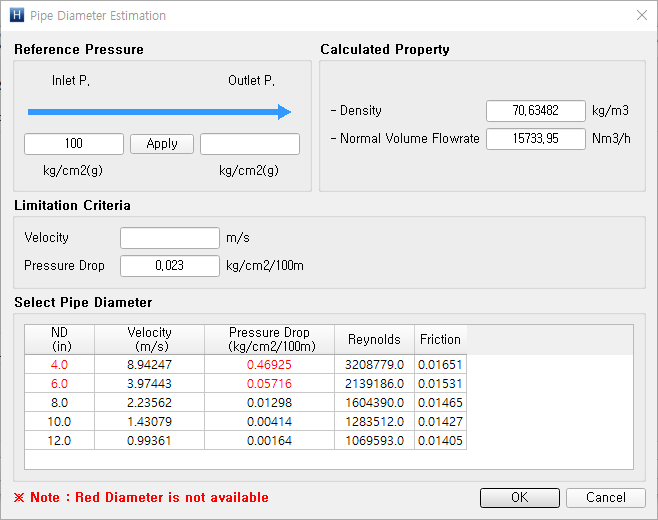 H Pipe Diameter Estimation
Reference Pressure
Inlet P. Outlet P.
100 Apply
kg/cm2(g) kg/cm2(g)
Calculated Property
- Density 70.63482 kg/m3
- Normal Volume Flowrate 15733.95 Nm3/h
Limitation Criteria
Velocity m/s
Pressure Drop 0.023 kg/cm2/100m
Select Pipe Diameter
ND (in) Velocity (m/s) Pressure Drop (kg/cm2/100m) Reynolds Friction
4.0 8.94247 0.46925 3208779.0 0.01651
6.0 3.97443 0.05716 2139186.0 0.01531
8.0 2.23562 0.01298 1604390.0 0.01465
10.0 1.43079 0.00414 1283512.0 0.01427
12.0 0.99361 0.00164 1069593.0 0.01405
※ Note : Red Diameter is not available
OK Cancel